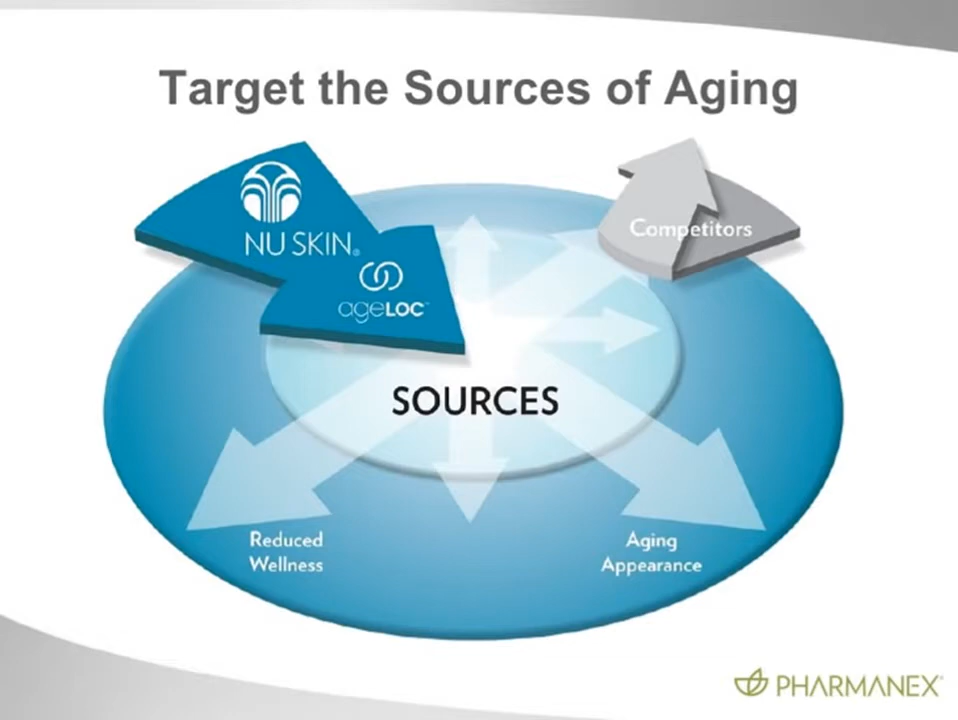 Target the Sources of Aging
NU SKIN®
ageLOC™
Competitors
SOURCES
Reduced
Wellness
Aging
Appearance
PHARMANEX®